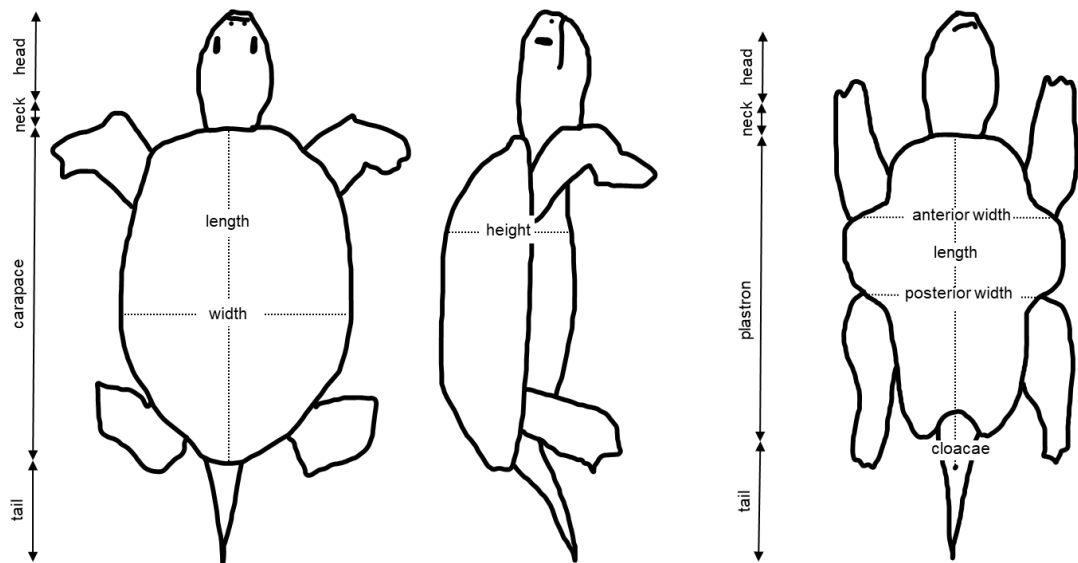 head
neck
carapace
tail
length
width
height
head
neck
plastron
tail
anterior width
length
posterior width
cloacae